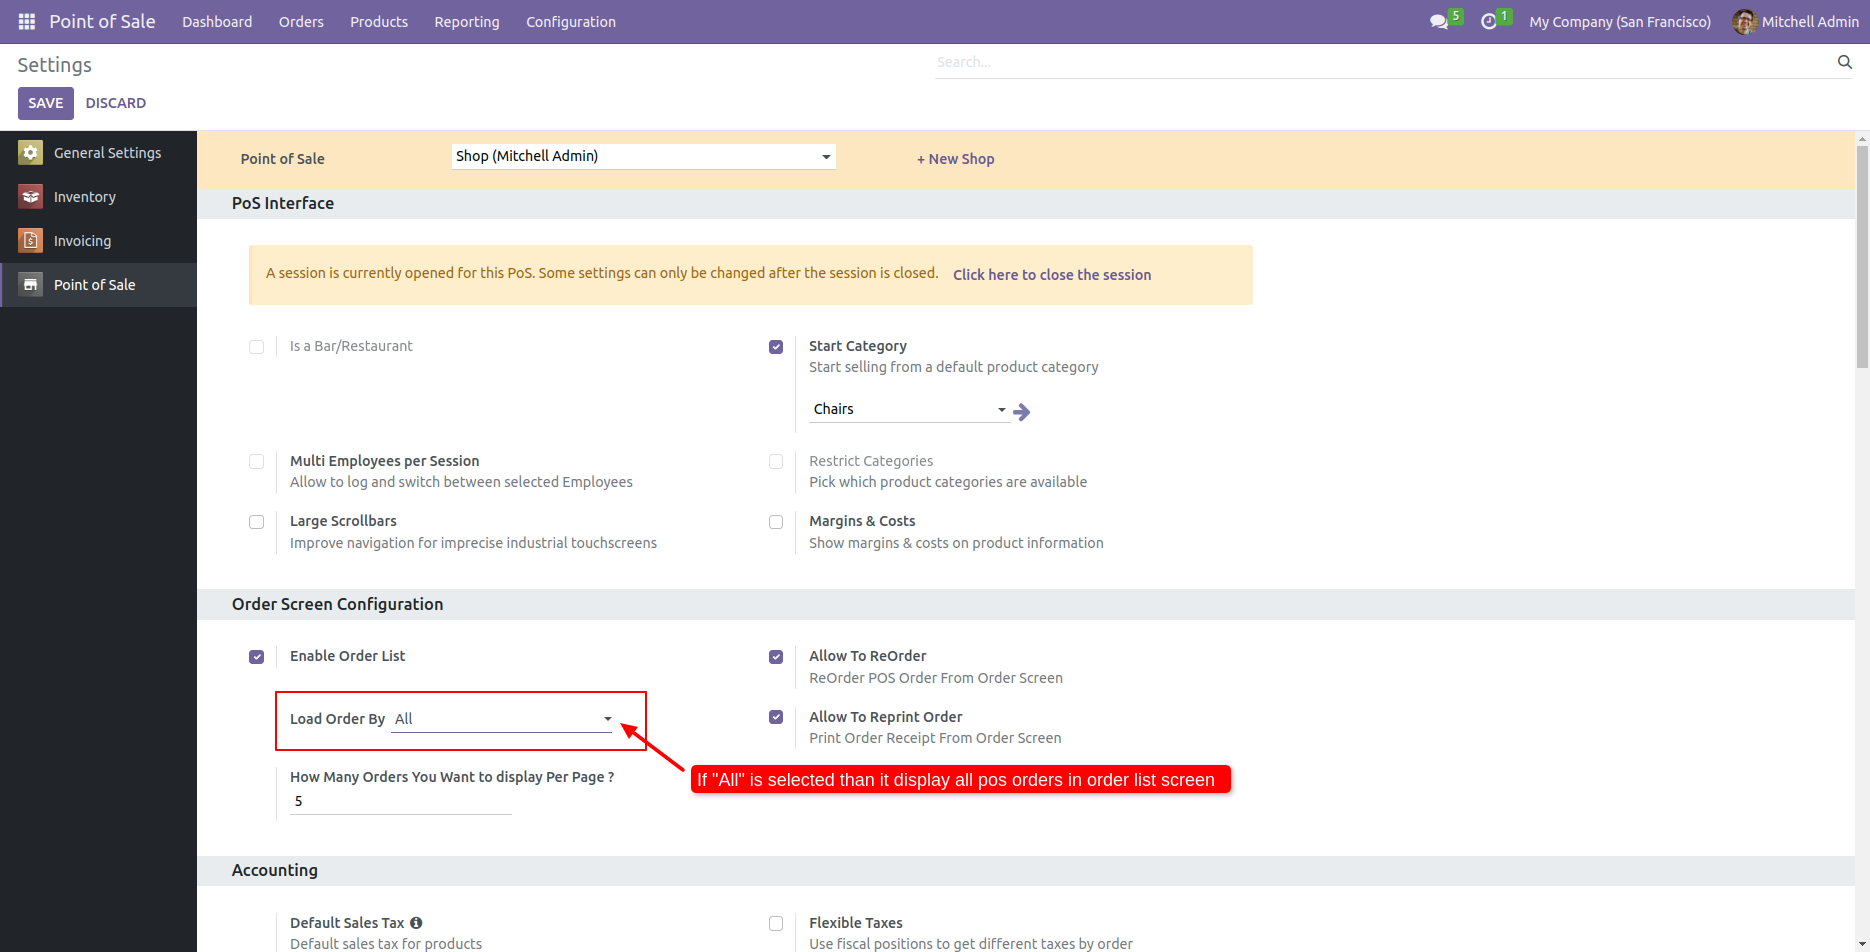 Point of Sale Dashboard Orders Products Reporting Configuration 5 1 My Company (San Francisco) Mitchell Admin
Settings
Search...
SAVE DISCARD
General Settings
Inventory
Invoicing
Point of Sale
Point of Sale Shop (Mitchell Admin) + New Shop
PoS Interface
A session is currently opened for this PoS. Some settings can only be changed after the session is closed. Click here to close the session
Is a Bar/Restaurant
Start Category
Start selling from a default product category
Chairs
Multi Employees per Session
Allow to log and switch between selected Employees
Restrict Categories
Pick which product categories are available
Large Scrollbars
Improve navigation for imprecise industrial touchscreens
Margins & Costs
Show margins & costs on product information
Order Screen Configuration
Enable Order List
Allow To ReOrder
ReOrder POS Order From Order Screen
Load Order By All
Allow To Reprint Order
Print Order Receipt From Order Screen
How Many Orders You Want to display Per Page ?
5
If "All" is selected than it display all pos orders in order list screen
Accounting
Default Sales Tax
Default sales tax for products
Flexible Taxes
Use fiscal positions to get different taxes by order